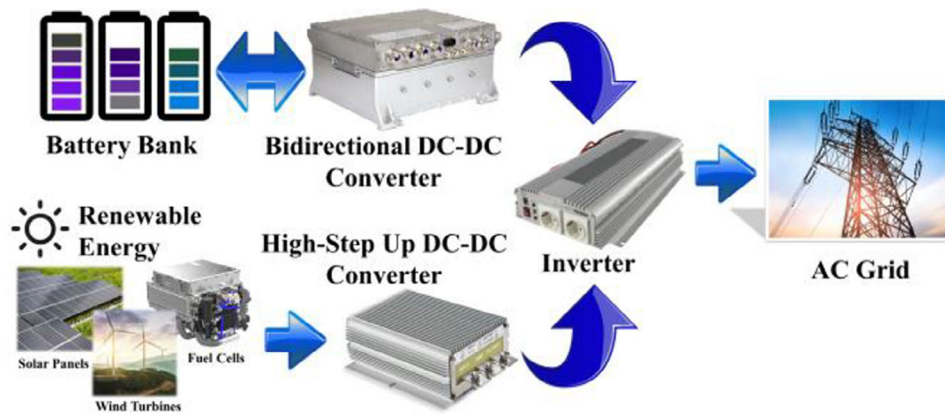 Battery Bank
Bidirectional DC-DC
Converter
Renewable
Energy
High-Step Up DC-DC
Converter
Inverter
AC Grid
Solar Panels
Fuel Cells
Wind Turbines